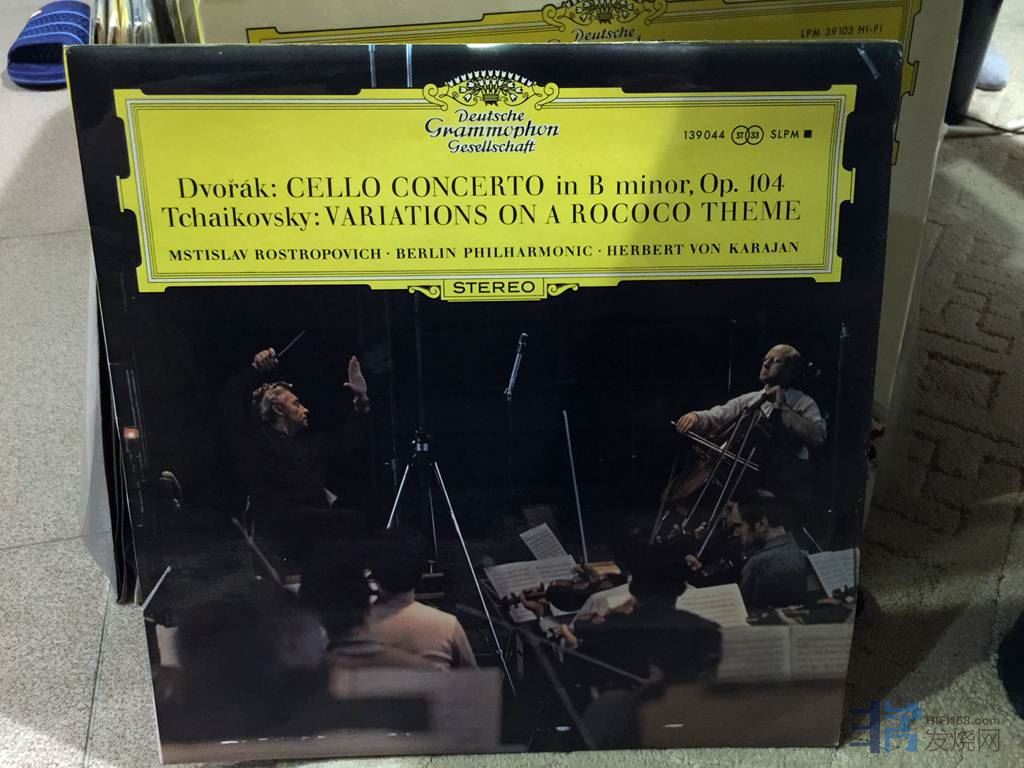 Deutsche
LPM 39103 HI-FI
Deutsche
Grammophon
Gesellschaft
139044 ST 33 SLPM
Dvořák: CELLO CONCERTO in B minor, Op. 104
Tchaikovsky: VARIATIONS ON A ROCOCO THEME
MSTISLAV ROSTROPOVICH · BERLIN PHILHARMONIC · HERBERT VON KARAJAN
STEREO
HIFI168.com
发烧网